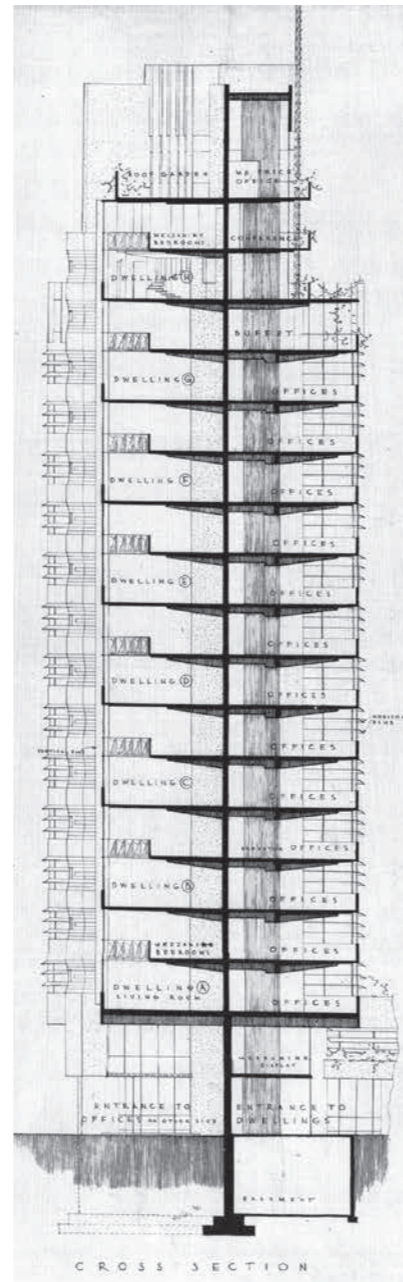 ROOF GARDEN
MR. PRICE
OFFICE
MEZZANINE
BEDROOMS
CONFERENCE
DWELLING H
BUFFET
DWELLING G
OFFICES
OFFICES
DWELLING F
OFFICES
OFFICES
DWELLING E
OFFICES
OFFICES
DWELLING D
OFFICES
OFFICES
DWELLING C
OFFICES
OFFICES
DWELLING B
OFFICES
MEZZANINE
BEDROOMS
OFFICES
DWELLING A
LIVING ROOM
OFFICES
DISPLAY
ENTRANCE TO
OFFICES ON OTHER SIDE
ENTRANCE TO
DWELLINGS
BASEMENT
CROSS SECTION